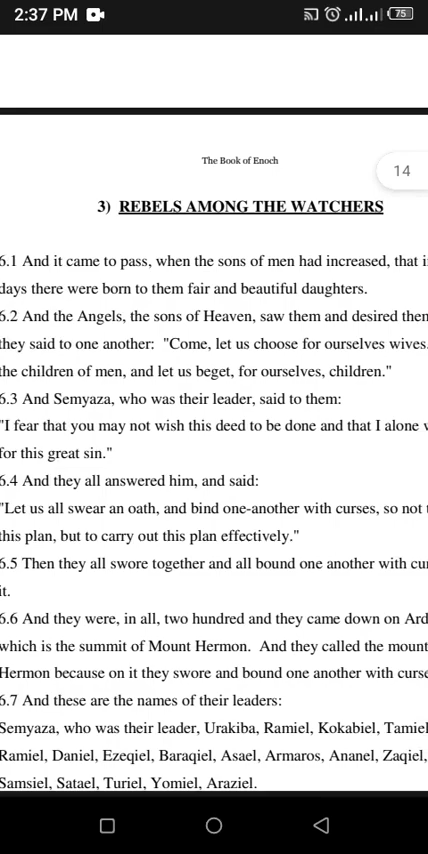 2:37 PM
75
The Book of Enoch
14
3) REBELS AMONG THE WATCHERS
6.1 And it came to pass, when the sons of men had increased, that
days there were born to them fair and beautiful daughters.
6.2 And the Angels, the sons of Heaven, saw them and desired
they said to one another: "Come, let us choose for ourselves wives
the children of men, and let us beget, for ourselves, children."
6.3 And Semyaza, who was their leader, said to them:
"I fear that you may not wish this deed to be done and that I alone
for this great sin."
6.4 And they all answered him, and said:
"Let us all swear an oath, and bind one-another with curses, so not
this plan, but to carry out this plan effectively."
6.5 Then they all swore together and all bound one another with
it.
6.6 And they were, in all, two hundred and they came down on
which is the summit of Mount Hermon. And they called the
Hermon because on it they swore and bound one another with
6.7 And these are the names of their leaders:
Semyaza, who was their leader, Urakiba, Ramiel, Kokabiel, Tamiel
Ramiel, Daniel, Ezeqiel, Baraqiel, Asael, Armaros, Ananel, Zaqiel,
Samsiel, Satael, Turiel, Yomiel, Araziel.